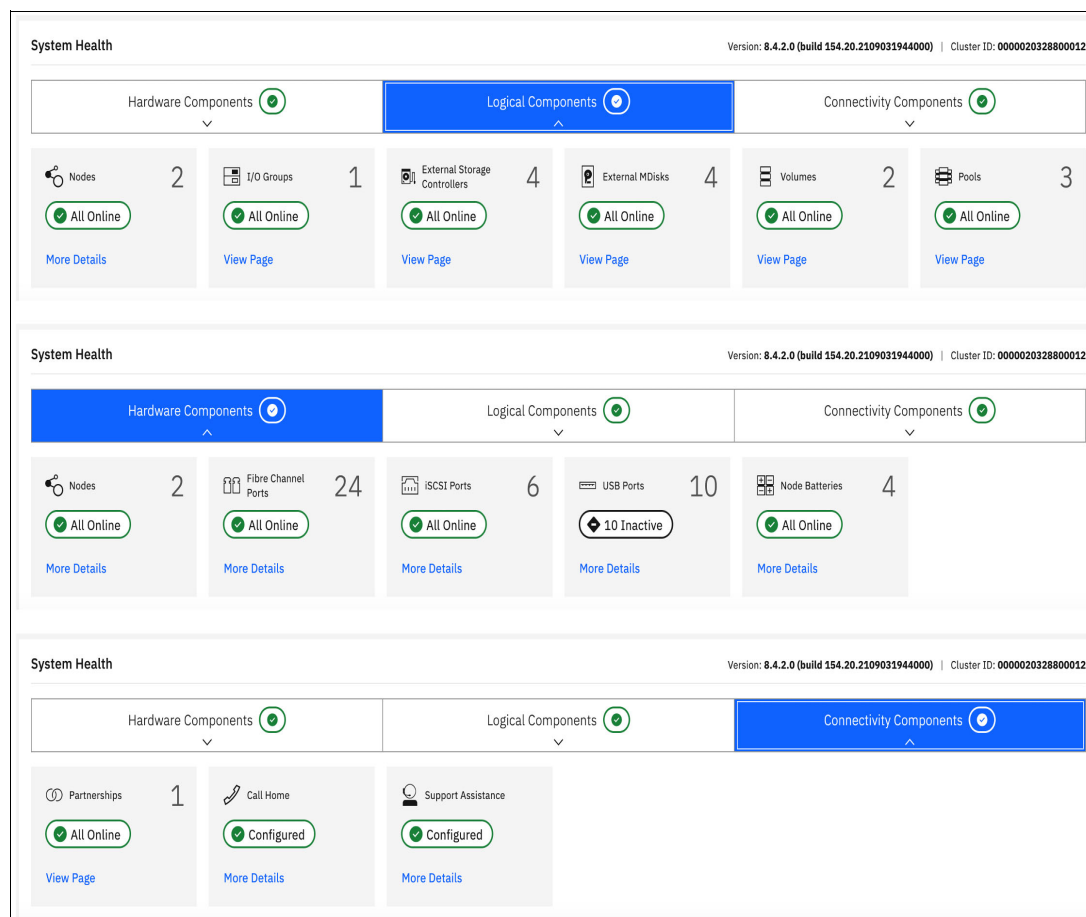 System Health
Version: 8.4.2.0 (build 154.20.2109031944000) | Cluster ID: 0000020328800012
Hardware Components
Logical Components
Connectivity Components
Nodes 2
All Online
More Details
I/O Groups 1
All Online
View Page
External Storage
Controllers 4
All Online
View Page
External MDisks 4
All Online
View Page
Volumes 2
All Online
View Page
Pools 3
All Online
View Page
System Health
Version: 8.4.2.0 (build 154.20.2109031944000) | Cluster ID: 0000020328800012
Hardware Components
Logical Components
Connectivity Components
Nodes 2
All Online
More Details
Fibre Channel
Ports 24
All Online
More Details
iSCSI Ports 6
All Online
More Details
USB Ports 10
10 Inactive
More Details
Node Batteries 4
All Online
More Details
System Health
Version: 8.4.2.0 (build 154.20.2109031944000) | Cluster ID: 0000020328800012
Hardware Components
Logical Components
Connectivity Components
Partnerships 1
All Online
View Page
Call Home
Configured
More Details
Support Assistance
Configured
More Details